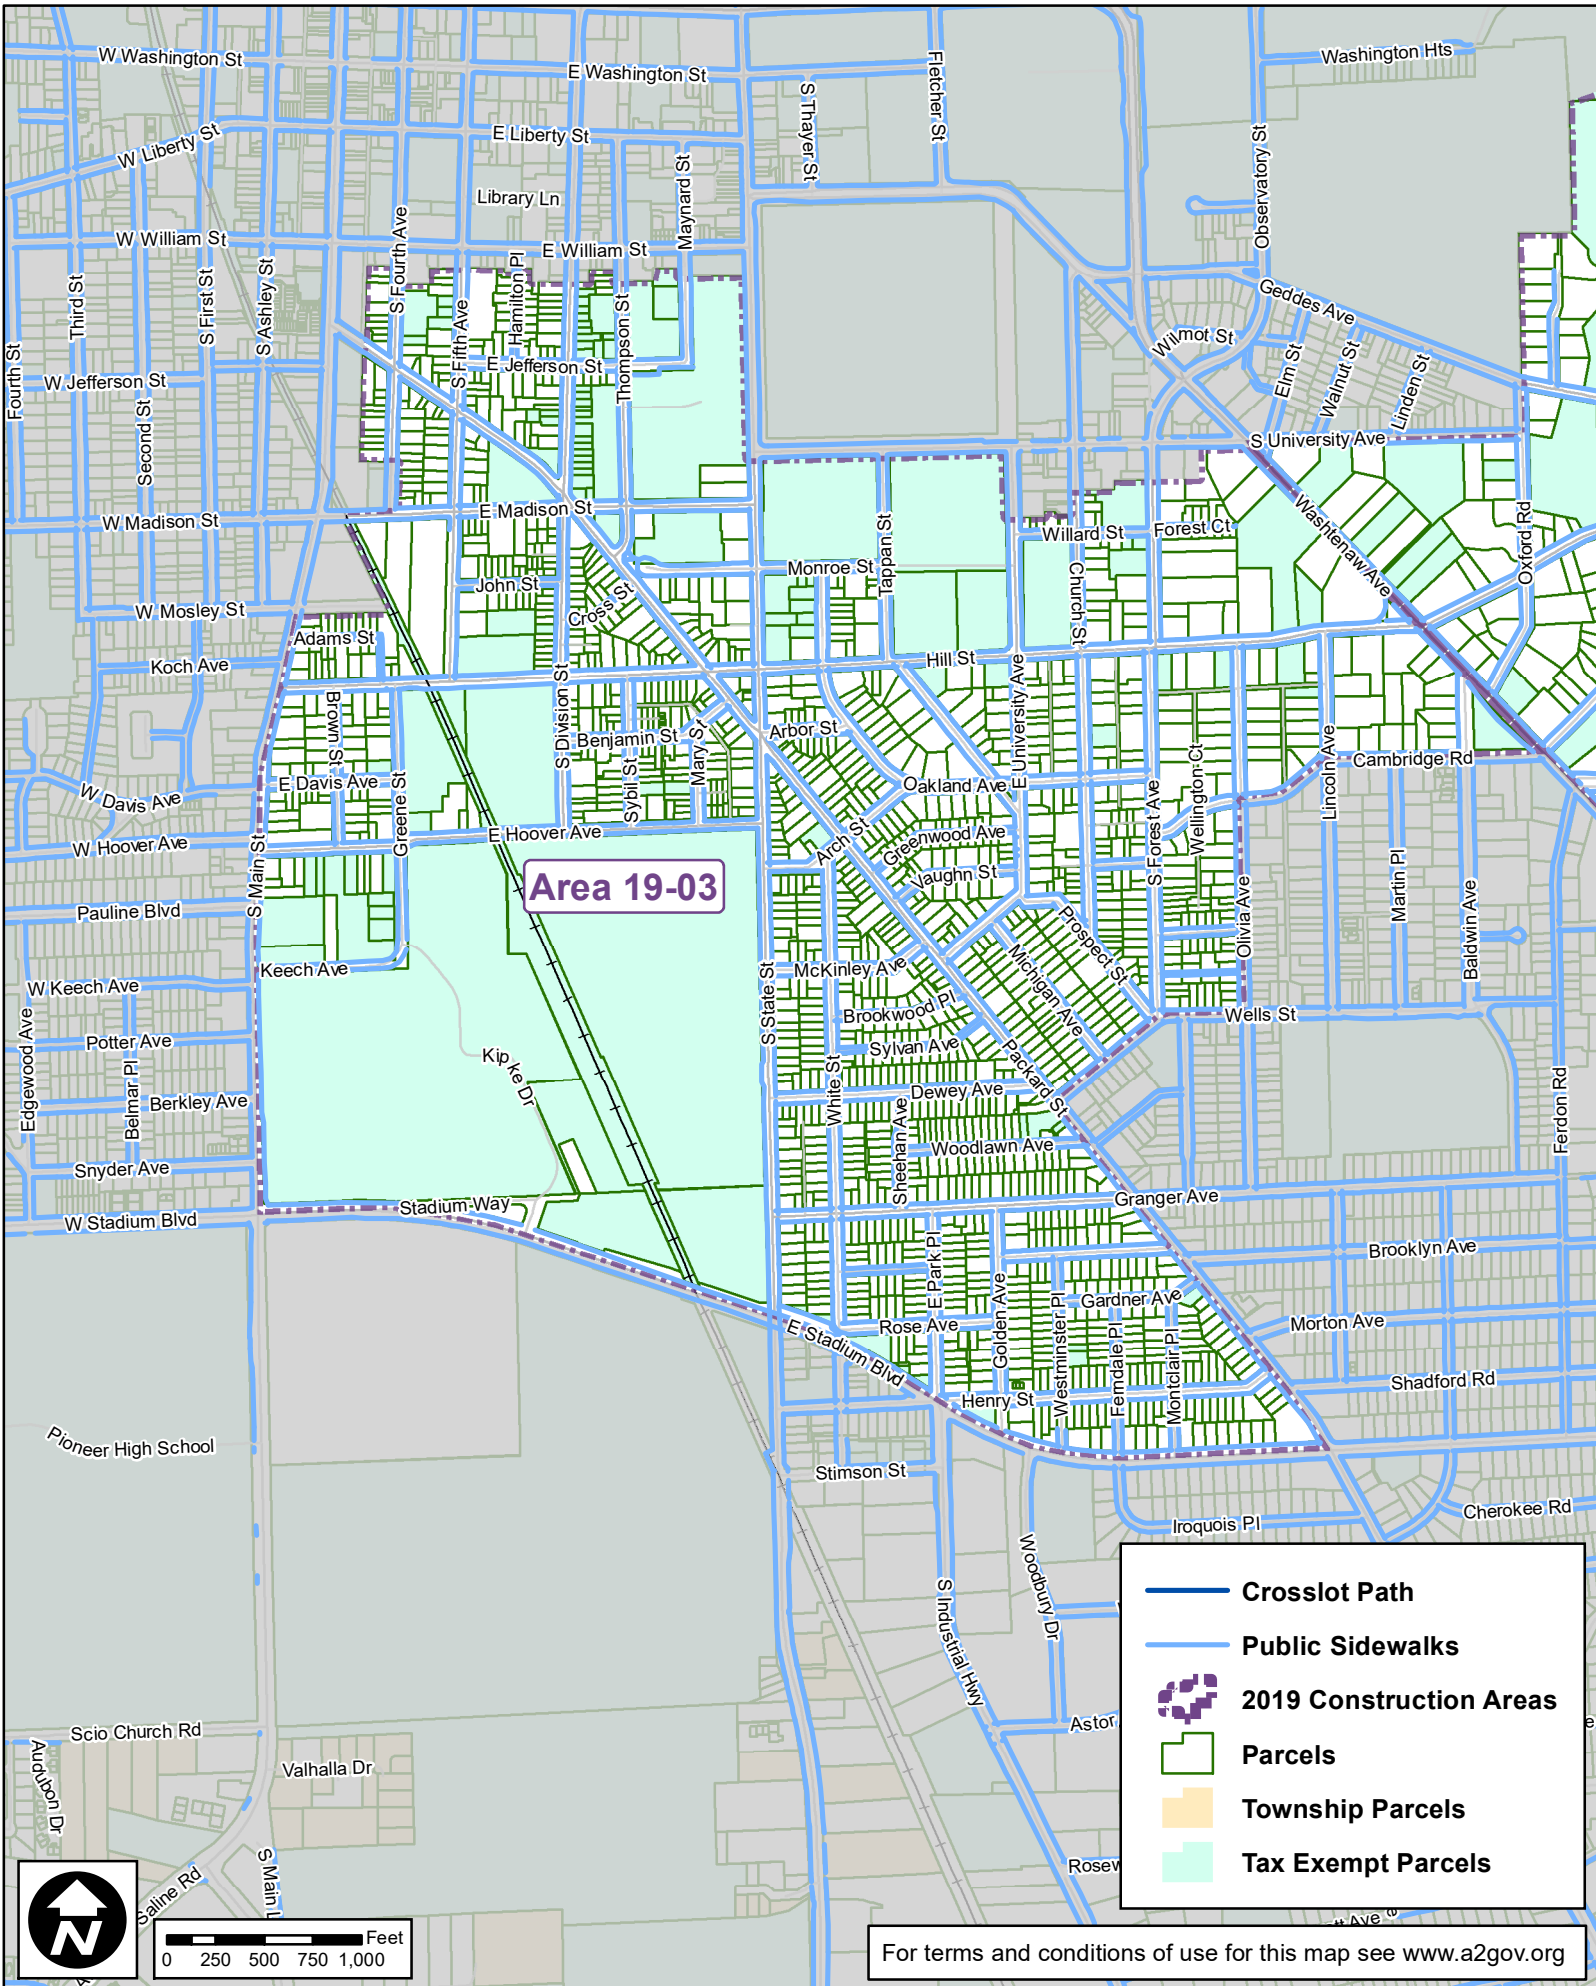 W Washington St
E Washington St
Washington Hts
Fletcher St
S Thayer St
W Liberty St
E Liberty St
Observatory St
Maynard St
Library Ln
W William St
E William St
S Fourth Ave
Hamilton Pl
Third St
S First St
S Ashley St
Geddes Ave
S Fifth Ave
Thompson St
Wilmot St
Fourth St
W Jefferson St
E Jefferson St
Elm St
Walnut St
Linden St
Second St
S University Ave
W Madison St
E Madison St
Washtenaw Ave
Oxford Rd
Tappan St
Willard St
Forest Ct
Monroe St
John St
Church St
Cross St
W Mosley St
Adams St
Koch Ave
Hill St
S Division St
E University Ave
Brown St
Benjamin St
Mary St
Arbor St
Wellington Ct
Lincoln Ave
Cambridge Rd
E Davis Ave
W Davis Ave
Greene St
Sybil St
Oakland Ave
S Forest Ave
W Hoover Ave
E Hoover Ave
Arch St
Greenwood Ave
S Main St
Area 19-03
Vaughn St
Martin Pl
Baldwin Ave
Olivia Ave
Pauline Blvd
Prospect St
Keech Ave
W Keech Ave
McKinley Ave
Michigan Ave
S State St
Brookwood Pl
Wells St
Edgewood Ave
Potter Ave
Belmar Pl
Kipke Dr
Sylvan Ave
Packard St
White St
Dewey Ave
Berkley Ave
Ferdon Rd
Sheehan Ave
Woodlawn Ave
Snyder Ave
Stadium Way
Granger Ave
W Stadium Blvd
E Park Pl
Brooklyn Ave
Golden Ave
Westminster Pl
Gardner Ave
Rose Ave
Morton Ave
E Stadium Blvd
Ferndale Pl
Montclair Pl
Shadford Rd
Henry St
Pioneer High School
Stimson St
Cherokee Rd
Iroquois Pl
Woodbury Dr
S Industrial Hwy
Crosslot Path
Public Sidewalks
2019 Construction Areas
Parcels
Township Parcels
Tax Exempt Parcels
Astor
Scio Church Rd
Audubon Dr
Valhalla Dr
S Main L
Saline Rd
Rosew
N
Feet
0 250 500 750 1,000
For terms and conditions of use for this map see www.a2gov.org